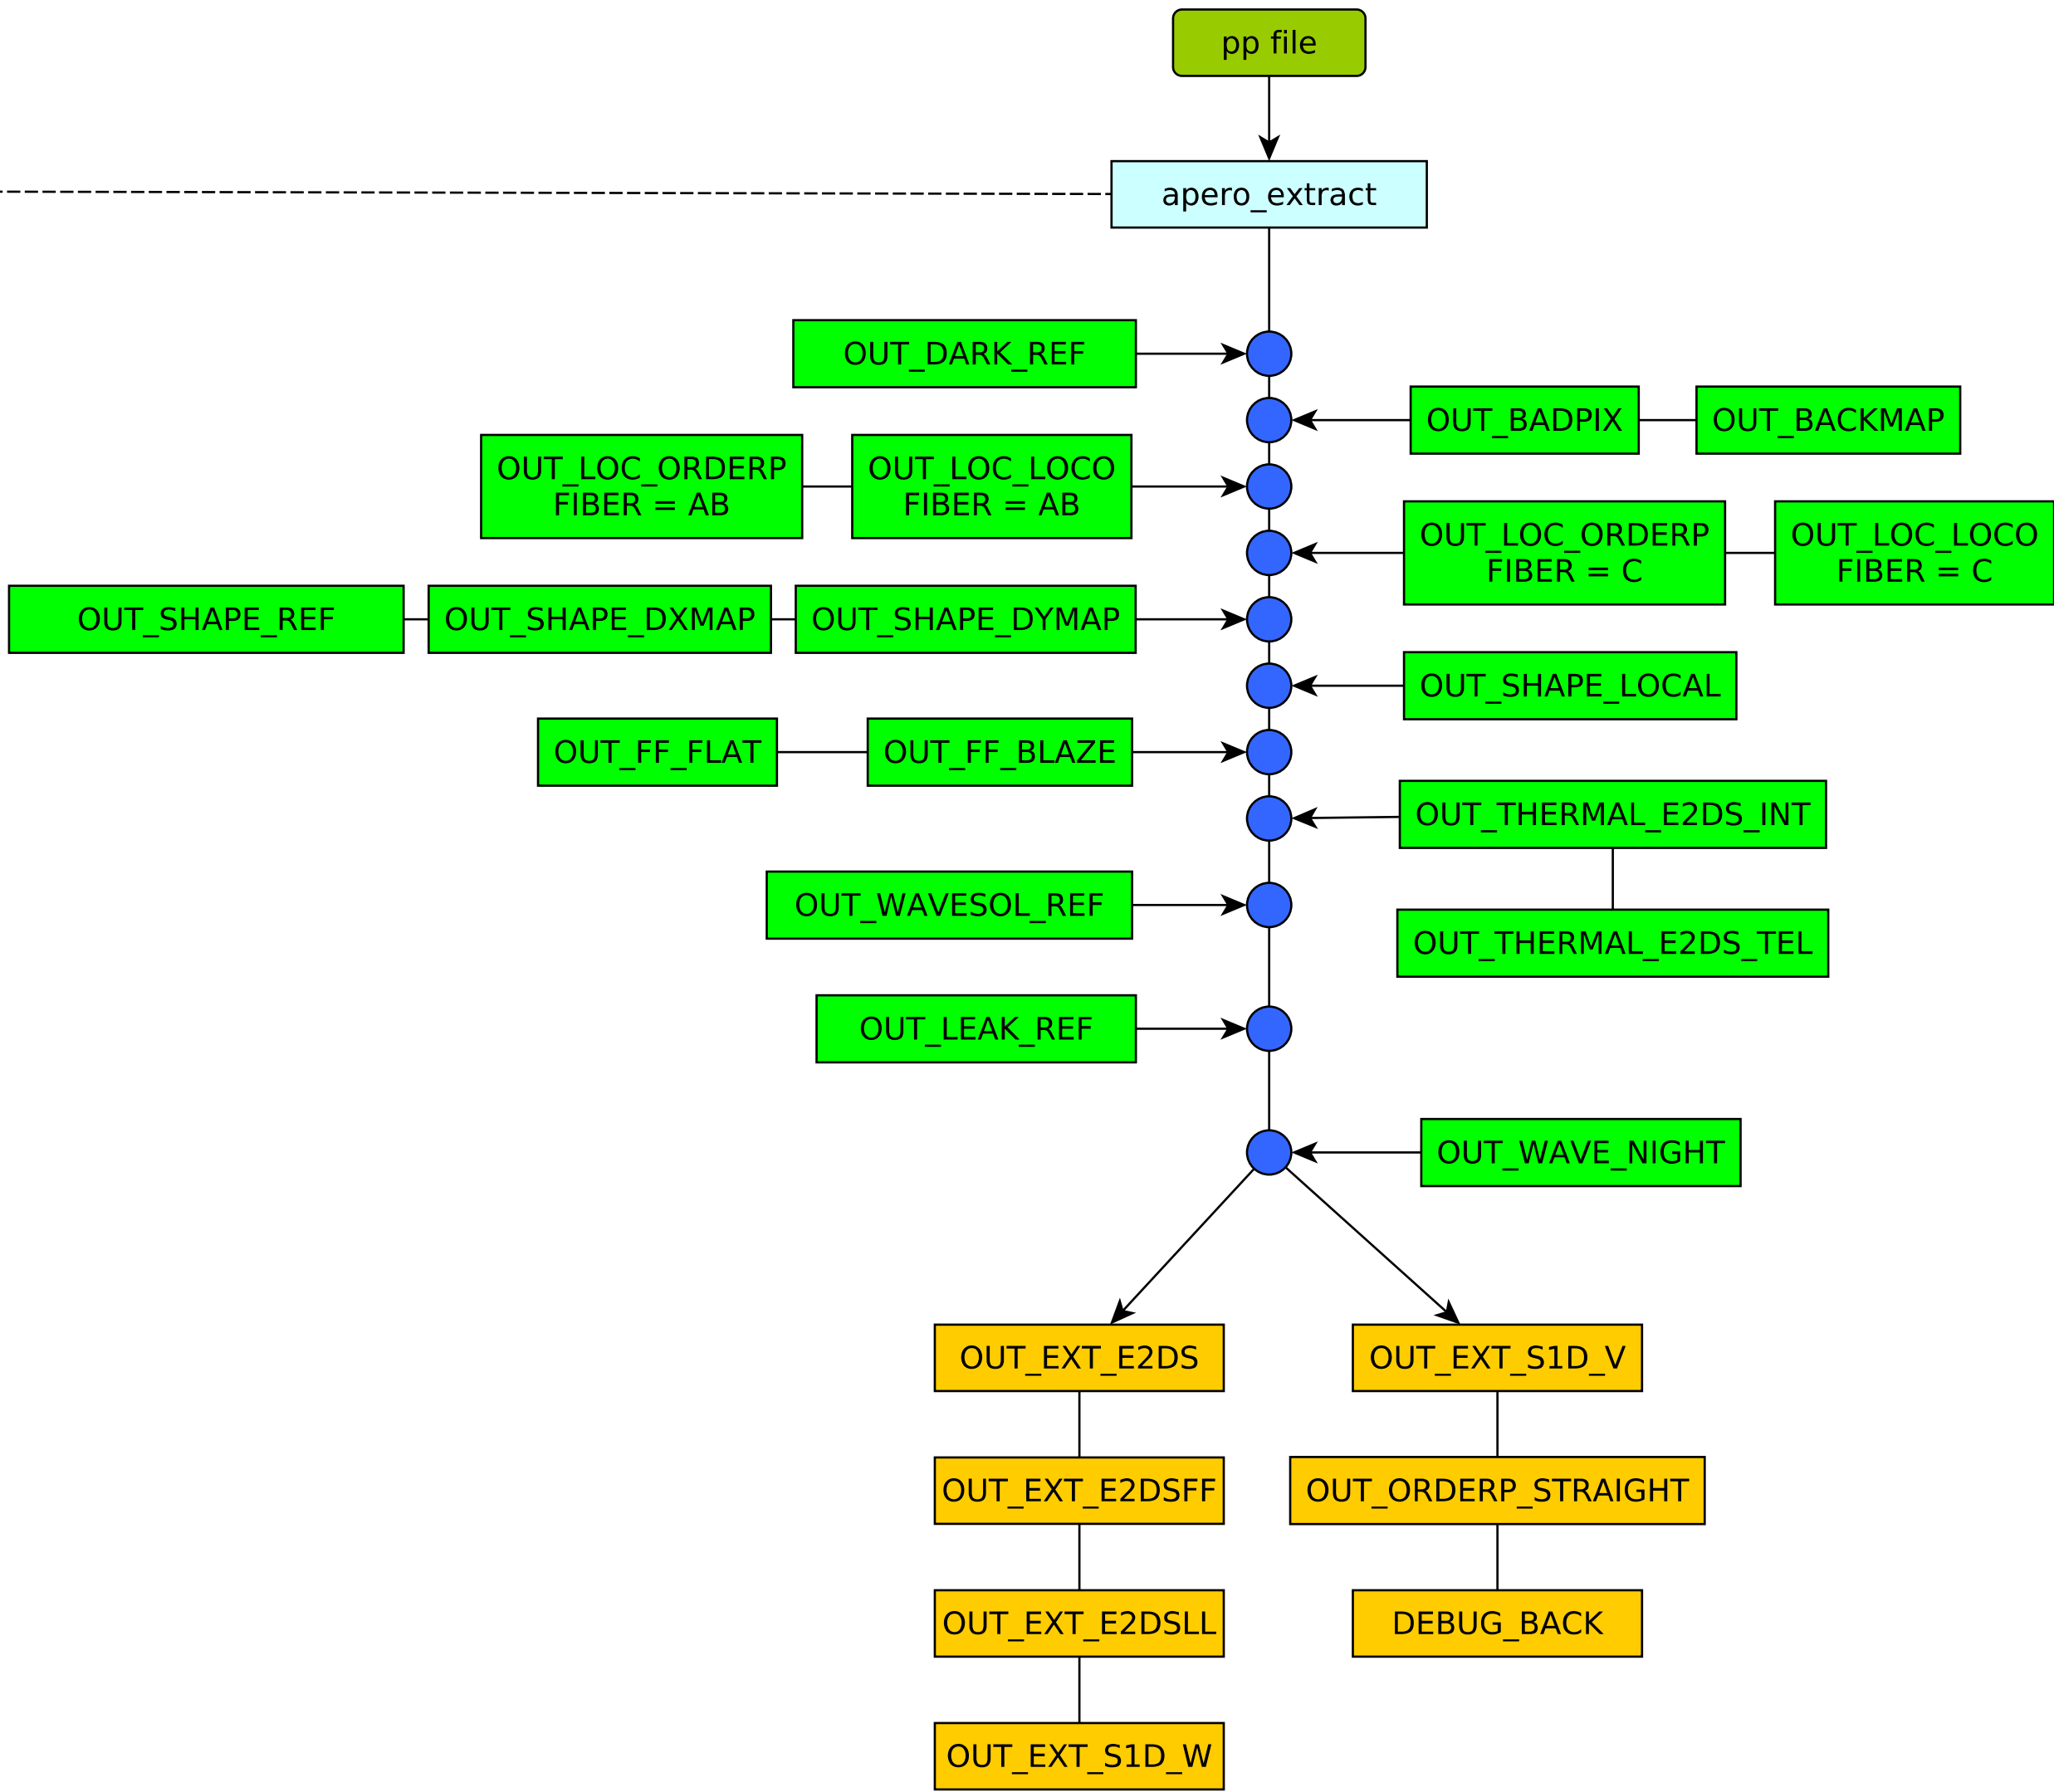 pp file
apero_extract
OUT_DARK_REF
OUT_BADPIX
OUT_BACKMAP
OUT_LOC_ORDERP
FIBER = AB
OUT_LOC_LOCO
FIBER = AB
OUT_LOC_ORDERP
FIBER = C
OUT_LOC_LOCO
FIBER = C
OUT_SHAPE_REF
OUT_SHAPE_DXMAP
OUT_SHAPE_DYMAP
OUT_SHAPE_LOCAL
OUT_FF_FLAT
OUT_FF_BLAZE
OUT_THERMAL_E2DS_INT
OUT_WAVESOL_REF
OUT_THERMAL_E2DS_TEL
OUT_LEAK_REF
OUT_WAVE_NIGHT
OUT_EXT_E2DS
OUT_EXT_S1D_V
OUT_EXT_E2DSFF
OUT_ORDERP_STRAIGHT
OUT_EXT_E2DSLL
DEBUG_BACK
OUT_EXT_S1D_W